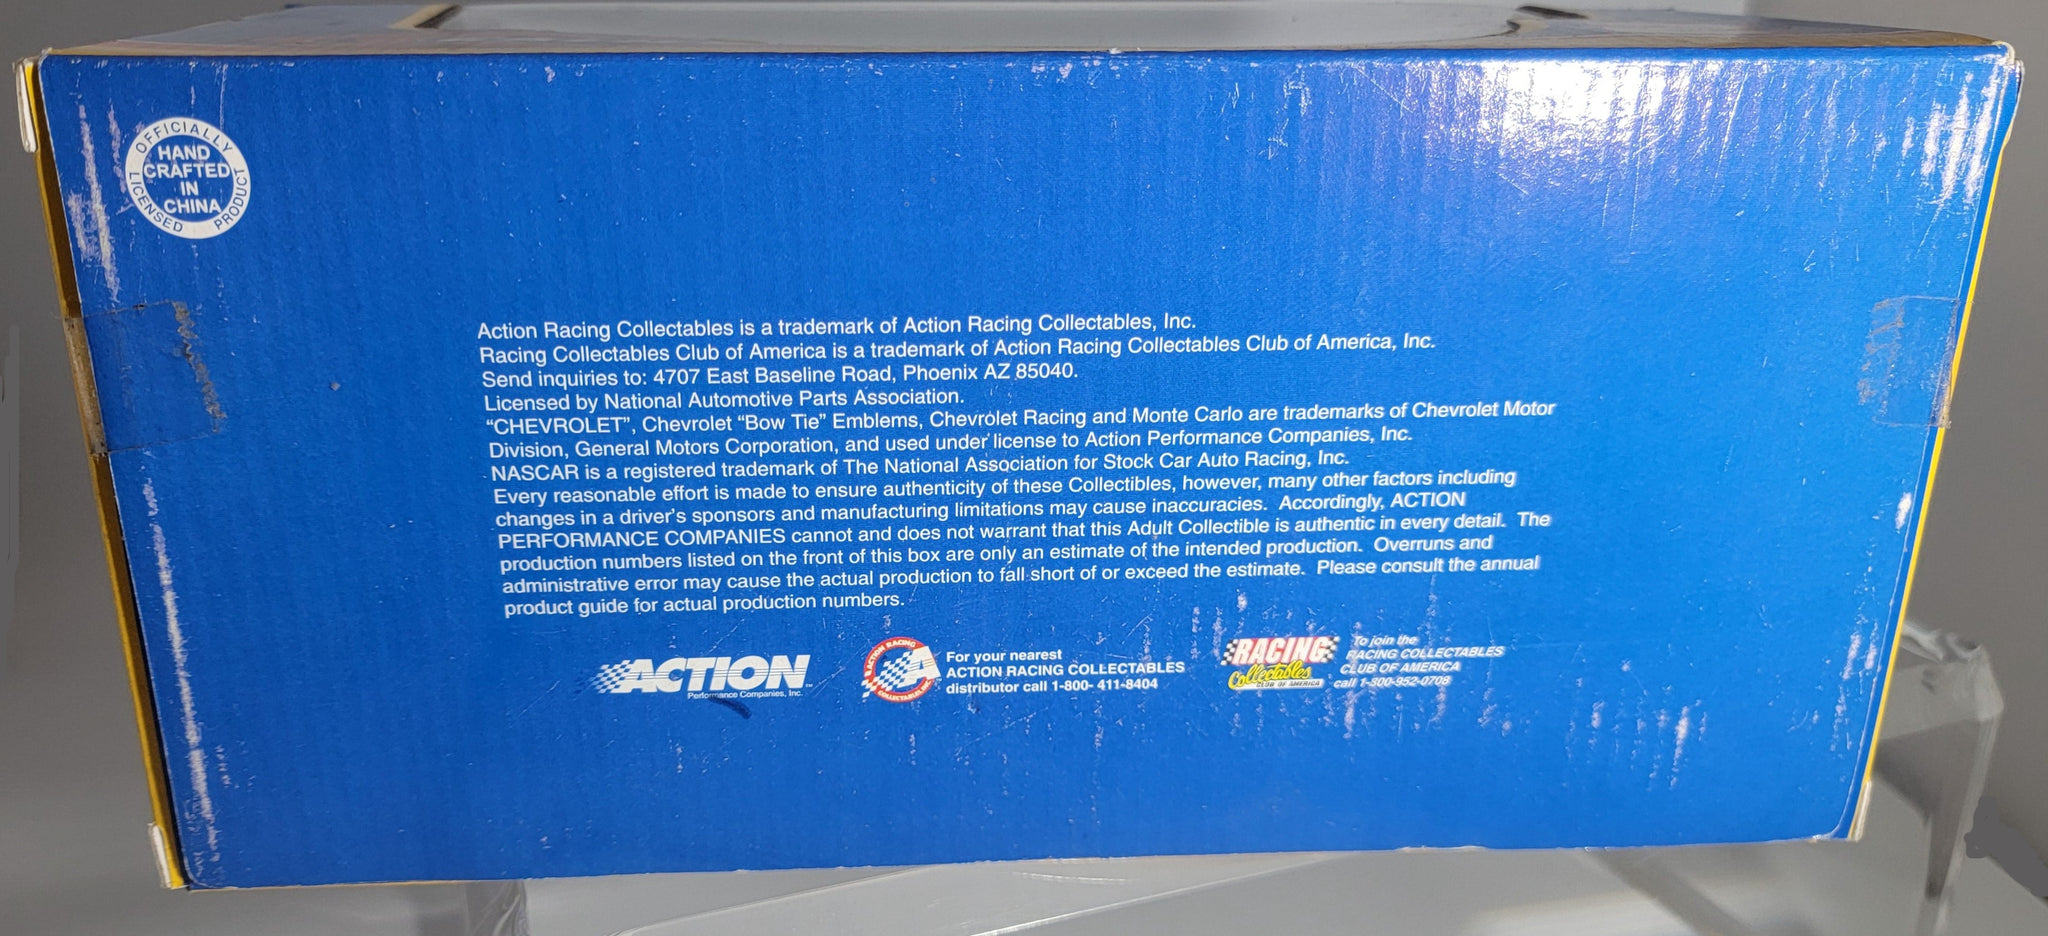 OFFICIALLY
LICENSED PRODUCT
HAND
CRAFTED
IN
CHINA
Action Racing Collectables is a trademark of Action Racing Collectables, Inc.
Racing Collectables Club of America is a trademark of Action Racing Collectables Club of America, Inc.
Send inquiries to: 4707 East Baseline Road, Phoenix AZ 85040.
Licensed by National Automotive Parts Association.
“CHEVROLET”, Chevrolet “Bow Tie” Emblems, Chevrolet Racing and Monte Carlo are trademarks of Chevrolet Motor
Division, General Motors Corporation, and used under license to Action Performance Companies, Inc.
NASCAR is a registered trademark of The National Association for Stock Car Auto Racing, Inc.
Every reasonable effort is made to ensure authenticity of these Collectibles, however, many other factors including
changes in a driver's sponsors and manufacturing limitations may cause inaccuracies. Accordingly, ACTION
PERFORMANCE COMPANIES cannot and does not warrant that this Adult Collectible is authentic in every detail. The
production numbers listed on the front of this box are only an estimate of the intended production. Overruns and
administrative error may cause the actual production to fall short of or exceed the estimate. Please consult the annual
product guide for actual production numbers.
ACTION
Performance Companies, Inc.
ACTION RACING
COLLECTABLES, INC.
A
For your nearest
ACTION RACING COLLECTABLES
distributor call 1-800- 411-8404
RACING
Collectables
CLUB OF AMERICA
To join the
RACING COLLECTABLES
CLUB OF AMERICA
call 1-800-952-0708